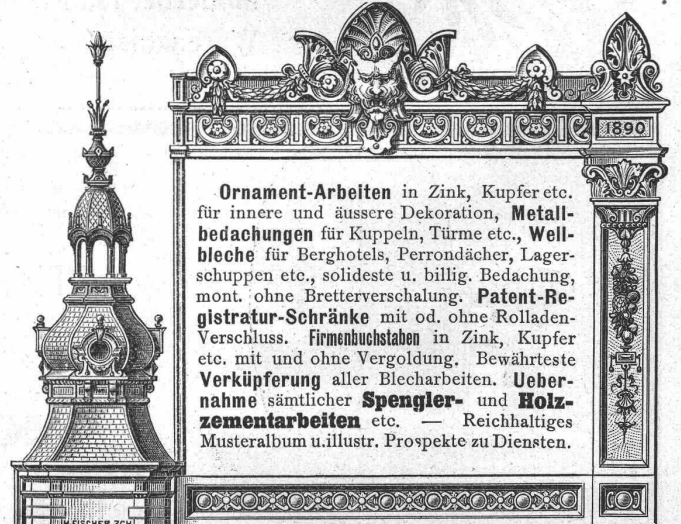 1890
Ornament-Arbeiten in Zink, Kupfer etc.
für innere und äussere Dekoration, Metall-
bedachungen für Kuppeln, Türme etc., Well-
bleche für Berghotels, Perrondächer, Lager-
schuppen etc., solideste u. billig. Bedachung,
mont. ohne Bretterverschalung. Patent-Re-
gistratur-Schränke mit od. ohne Rolladen-
Verschluss. Firmenbuchstaben in Zink, Kupfer
etc. mit und ohne Vergoldung. Bewährteste
Verküpferung aller Blecharbeiten. Ueber-
nahme sämtlicher Spengler- und Holz-
zementarbeiten etc. — Reichhaltiges
Musteralbum u.illustr. Prospekte zu Diensten.
H.FISCHER ZCH